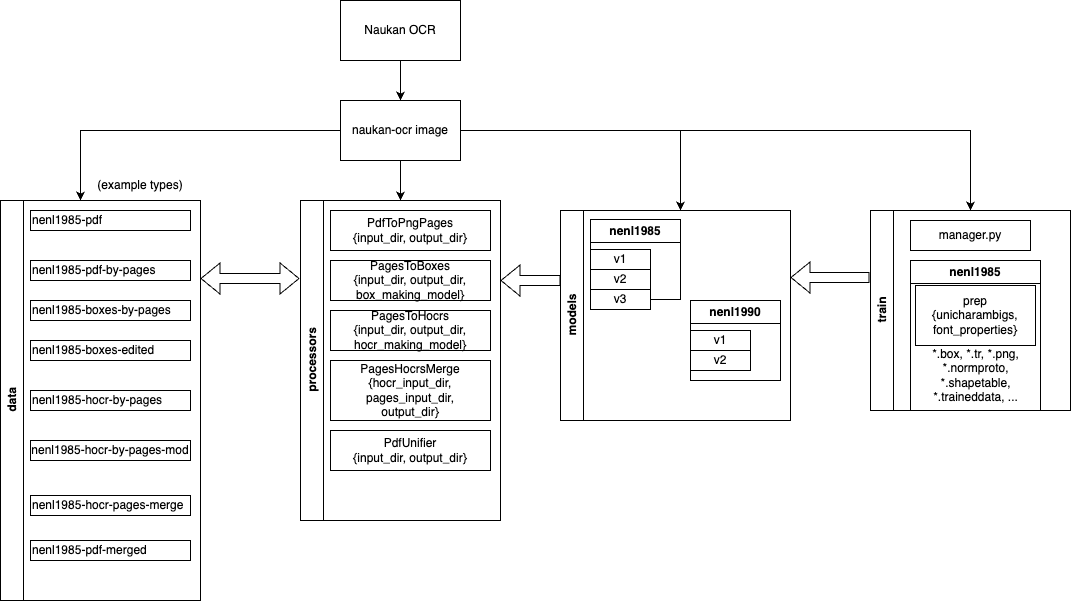 Naukan OCR
naukan-ocr image
(example types)
data
nenl1985-pdf
nenl1985-pdf-by-pages
nenl1985-boxes-by-pages
nenl1985-boxes-edited
nenl1985-hocr-by-pages
nenl1985-hocr-by-pages-mod
nenl1985-hocr-pages-merge
nenl1985-pdf-merged
processors
PdfToPngPages
{input_dir, output_dir}
PagesToBoxes
{input_dir, output_dir,
box_making_model}
PagesToHocrs
{input_dir, output_dir,
hocr_making_model}
PagesHocrsMerge
{hocr_input_dir,
pages_input_dir,
output_dir}
PdfUnifier
{input_dir, output_dir}
models
nenl1985
v1
v2
v3
nenl1990
v1
v2
train
manager.py
nenl1985
prep
{unicharambigs,
font_properties}
*.box, *.tr, *.png,
*.normproto,
*.shapetable,
*.traineddata, ...